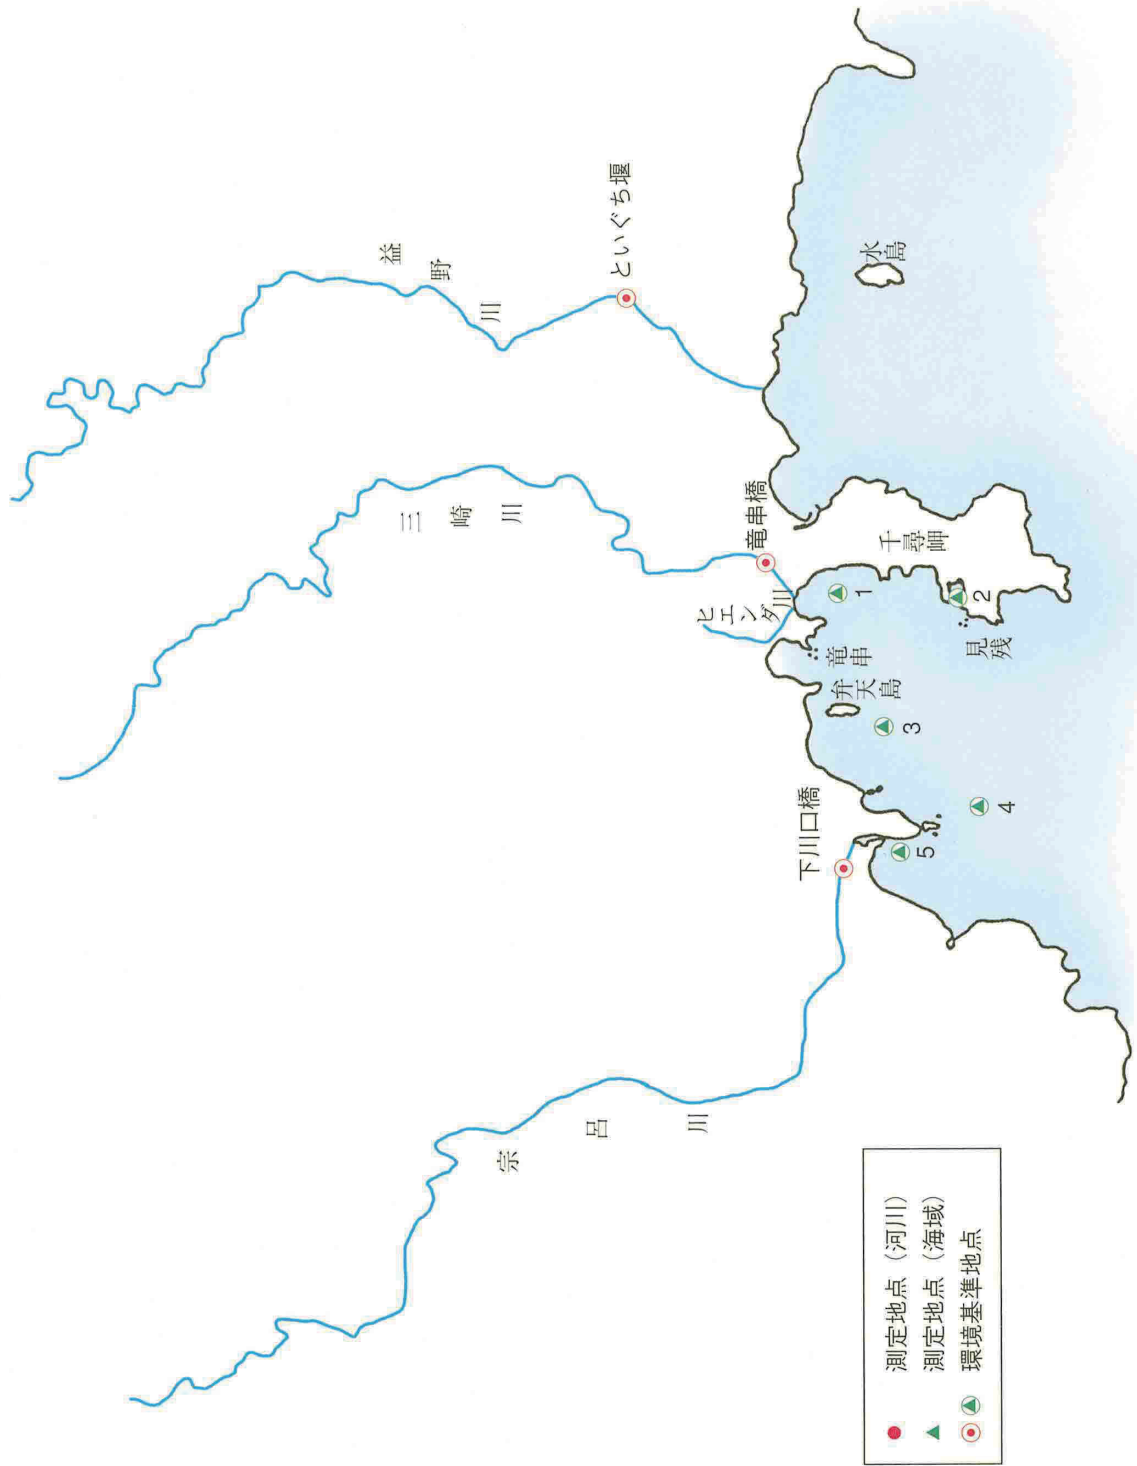 益野川
といぐち堰
三崎川
竜串橋
ヒエンダ川
水島
千尋岬
1
2
見残
竜串
弁天島
3
4
下川口橋
5
宗呂川
測定地点（河川）
測定地点（海域）
環境基準地点